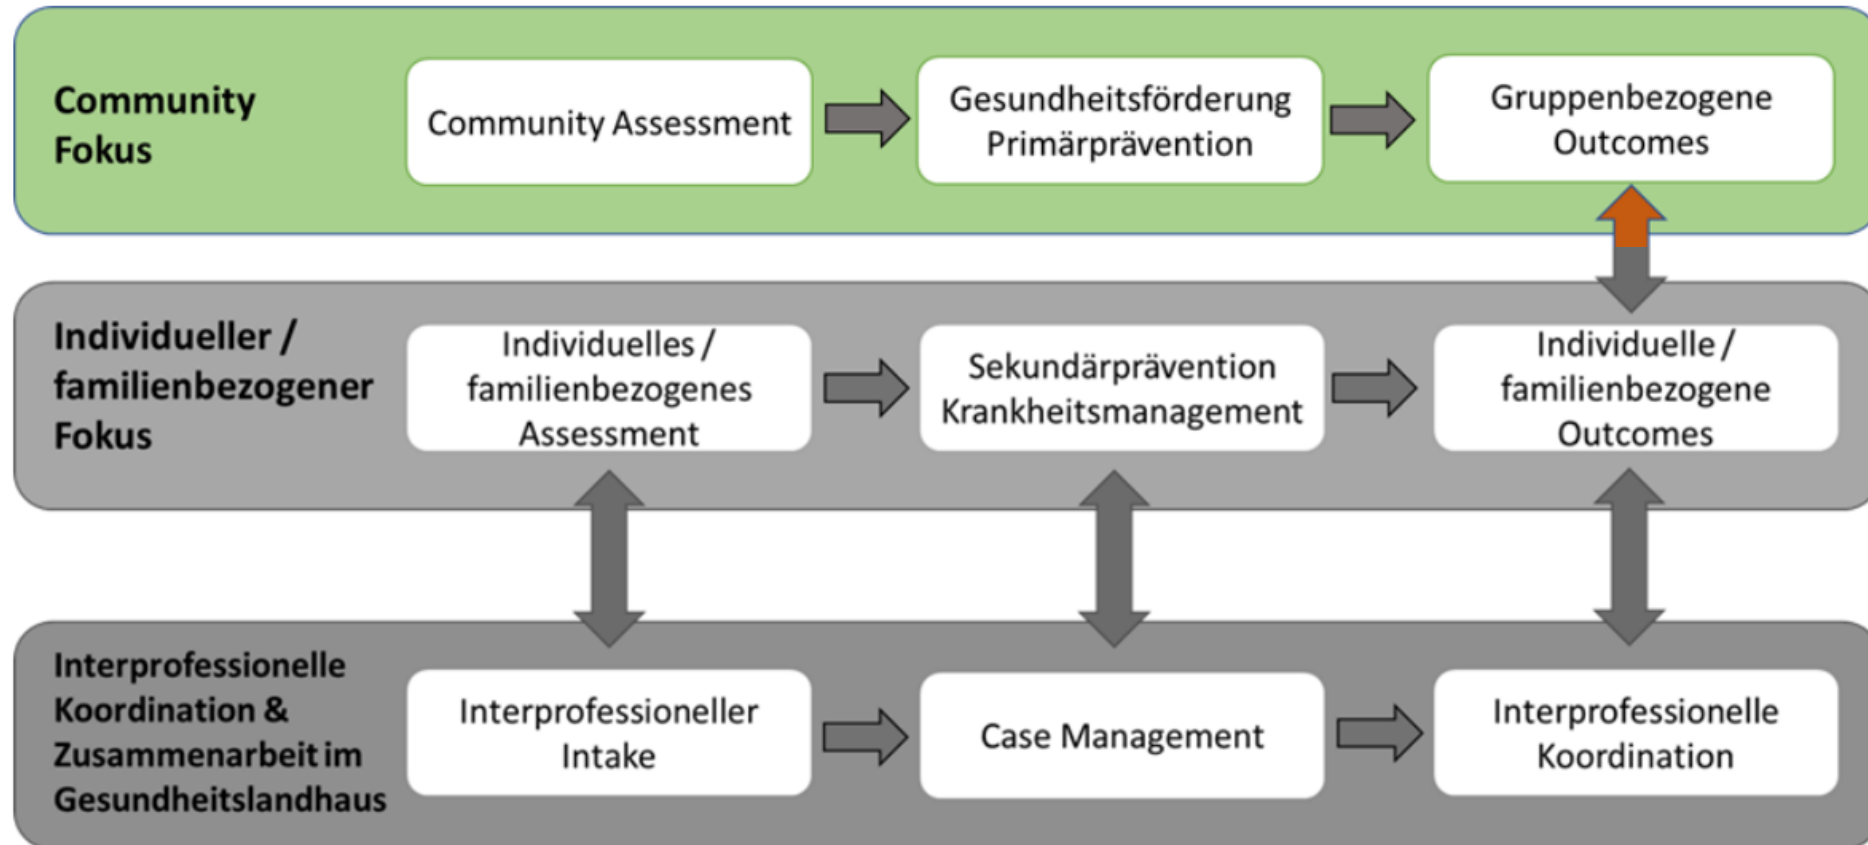 Community
Fokus
Community Assessment
Gesundheitsförderung
Primärprävention
Gruppenbezogene
Outcomes
Individueller /
familienbezogener
Fokus
Individuelles /
familienbezogenes
Assessment
Sekundärprävention
Krankheitsmanagement
Individuelle /
familienbezogene
Outcomes
Interprofessionelle
Koordination &
Zusammenarbeit im
Gesundheitslandhaus
Interprofessioneller
Intake
Case Management
Interprofessionelle
Koordination